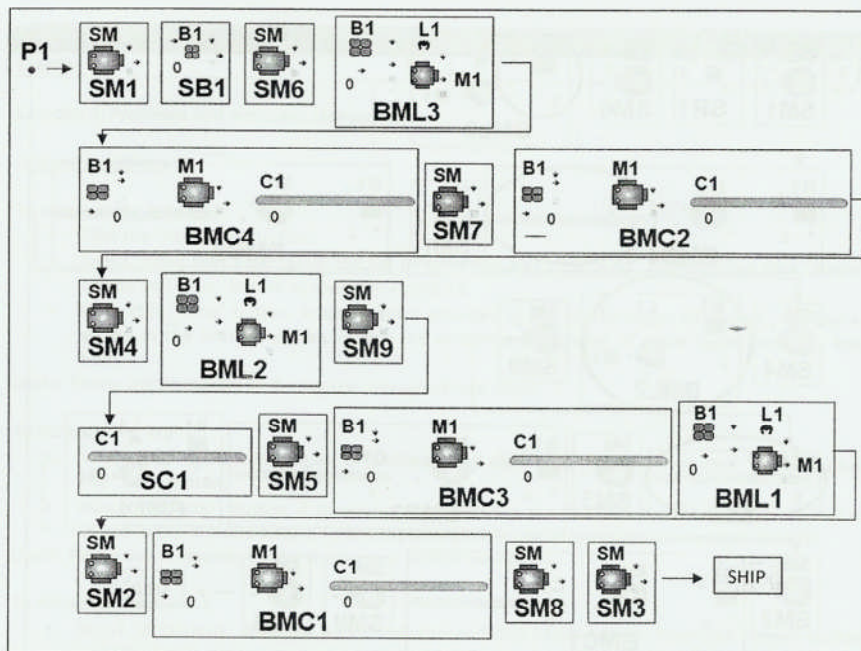 P1
SM
SM1
B1
0
SB1
SM
SM6
B1
L1
0
M1
BML3
B1
M1
C1
0
0
BMC4
SM
SM7
B1
M1
C1
0
0
BMC2
SM
SM4
B1
L1
0
M1
BML2
SM
SM9
C1
0
SC1
SM
SM5
B1
M1
C1
0
0
BMC3
B1
L1
0
M1
BML1
SM
SM2
B1
M1
C1
0
0
BMC1
SM
SM8
SM
SM3
SHIP